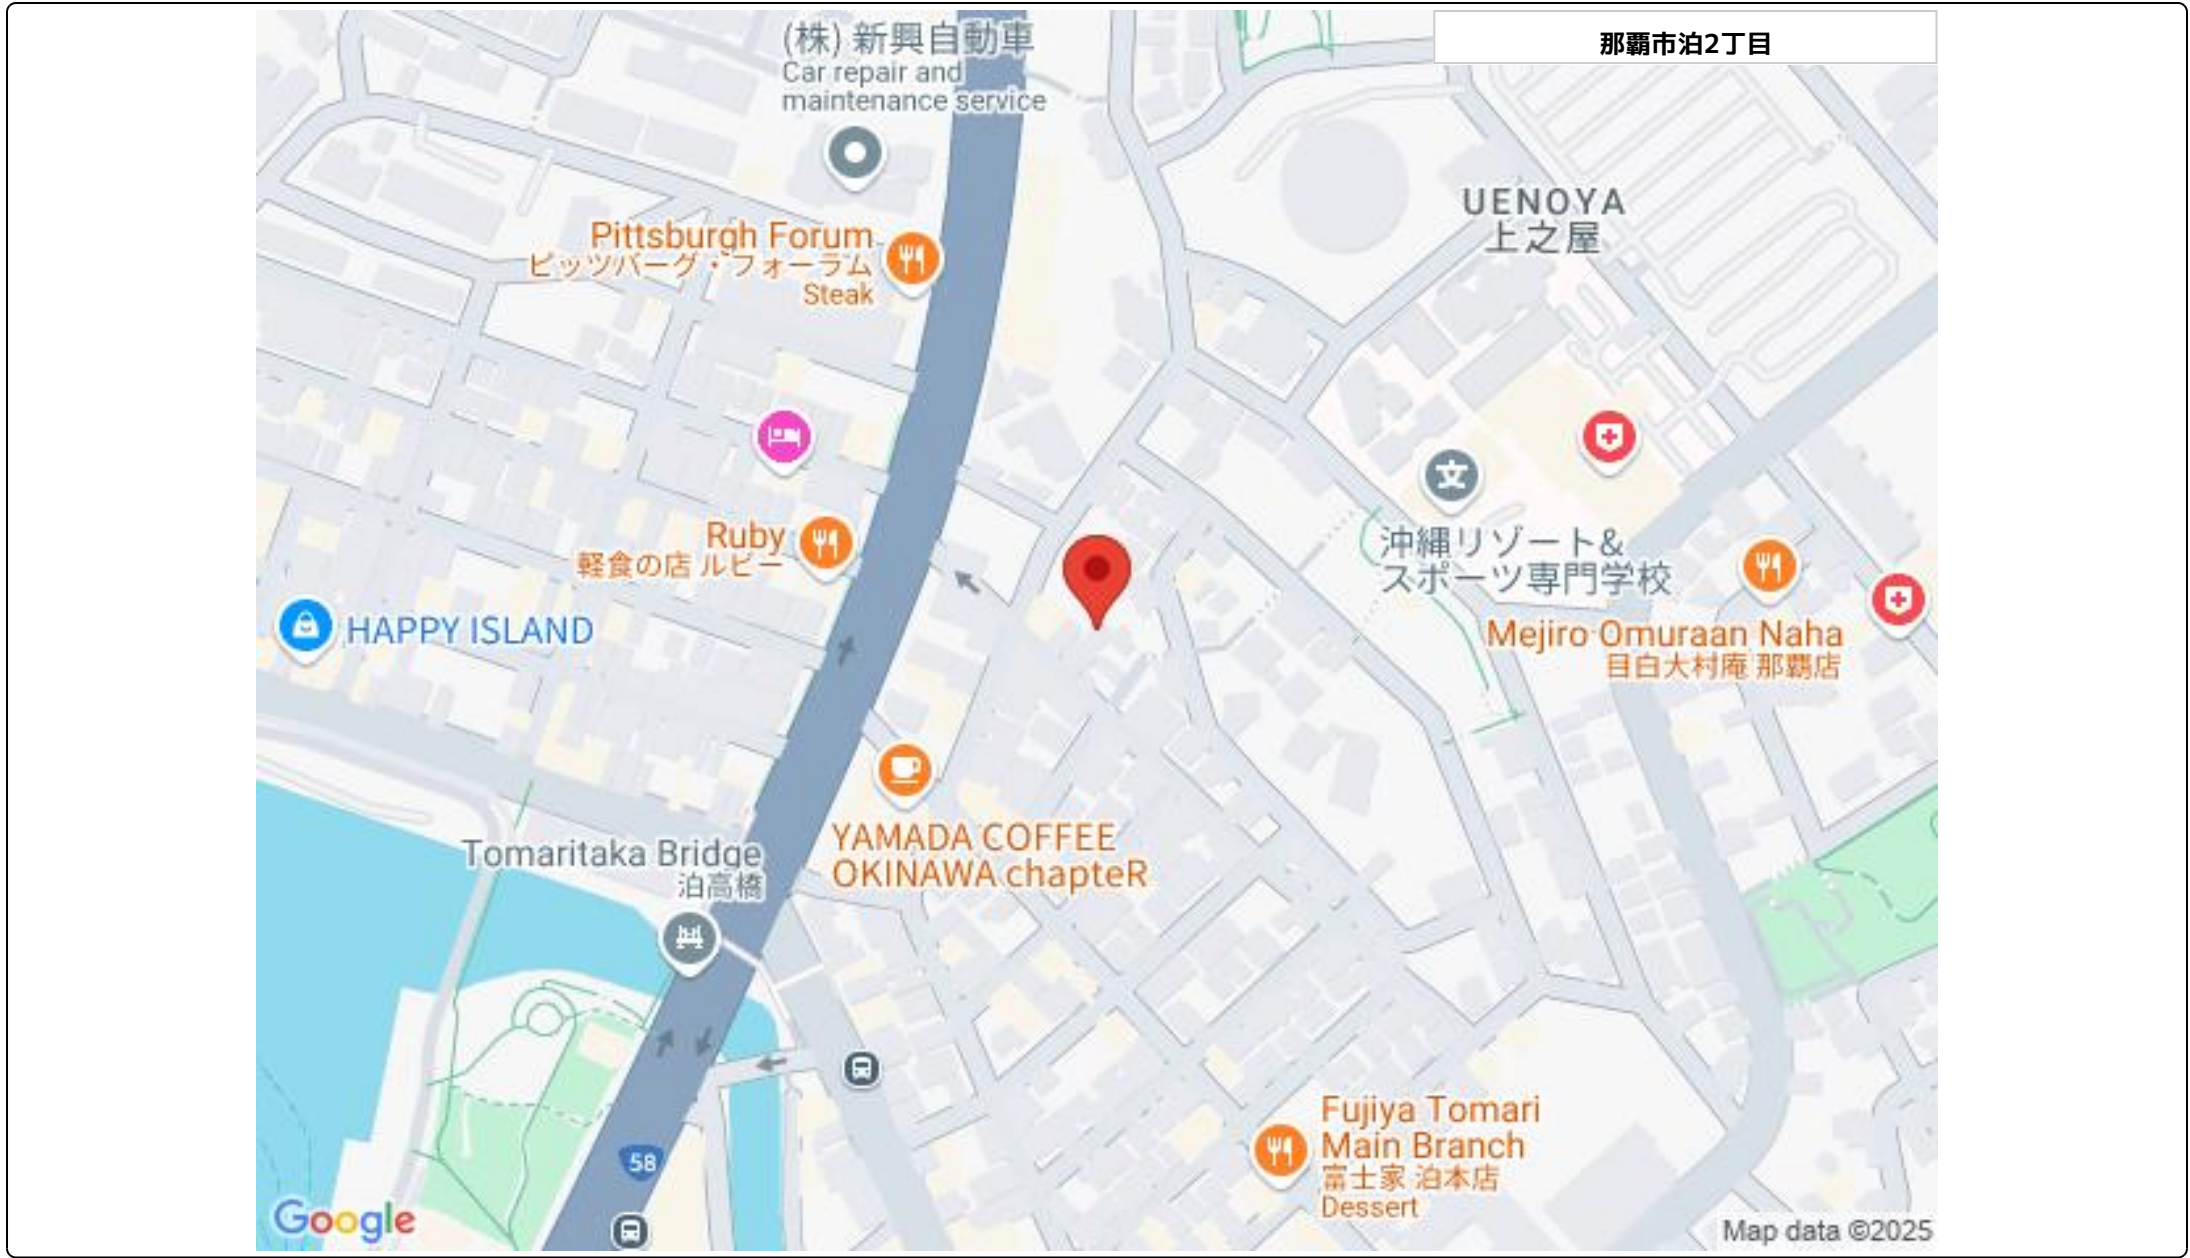 (株) 新興自動車
Car repair and
maintenance service
那覇市泊2丁目
UENOYA
上之屋
Pittsburgh Forum
ピッツバーグ・フォーラム
Steak
Ruby
軽食の店 ルビー
文
沖縄リゾート&
スポーツ専門学校
HAPPY ISLAND
Mejiro Omuraan Naha
目白大村庵 那覇店
YAMADA COFFEE
OKINAWA chapteR
Tomaritaka Bridge
泊高橋
58
Fujiya Tomari
Main Branch
富士家 泊本店
Dessert
Google
Map data ©2025